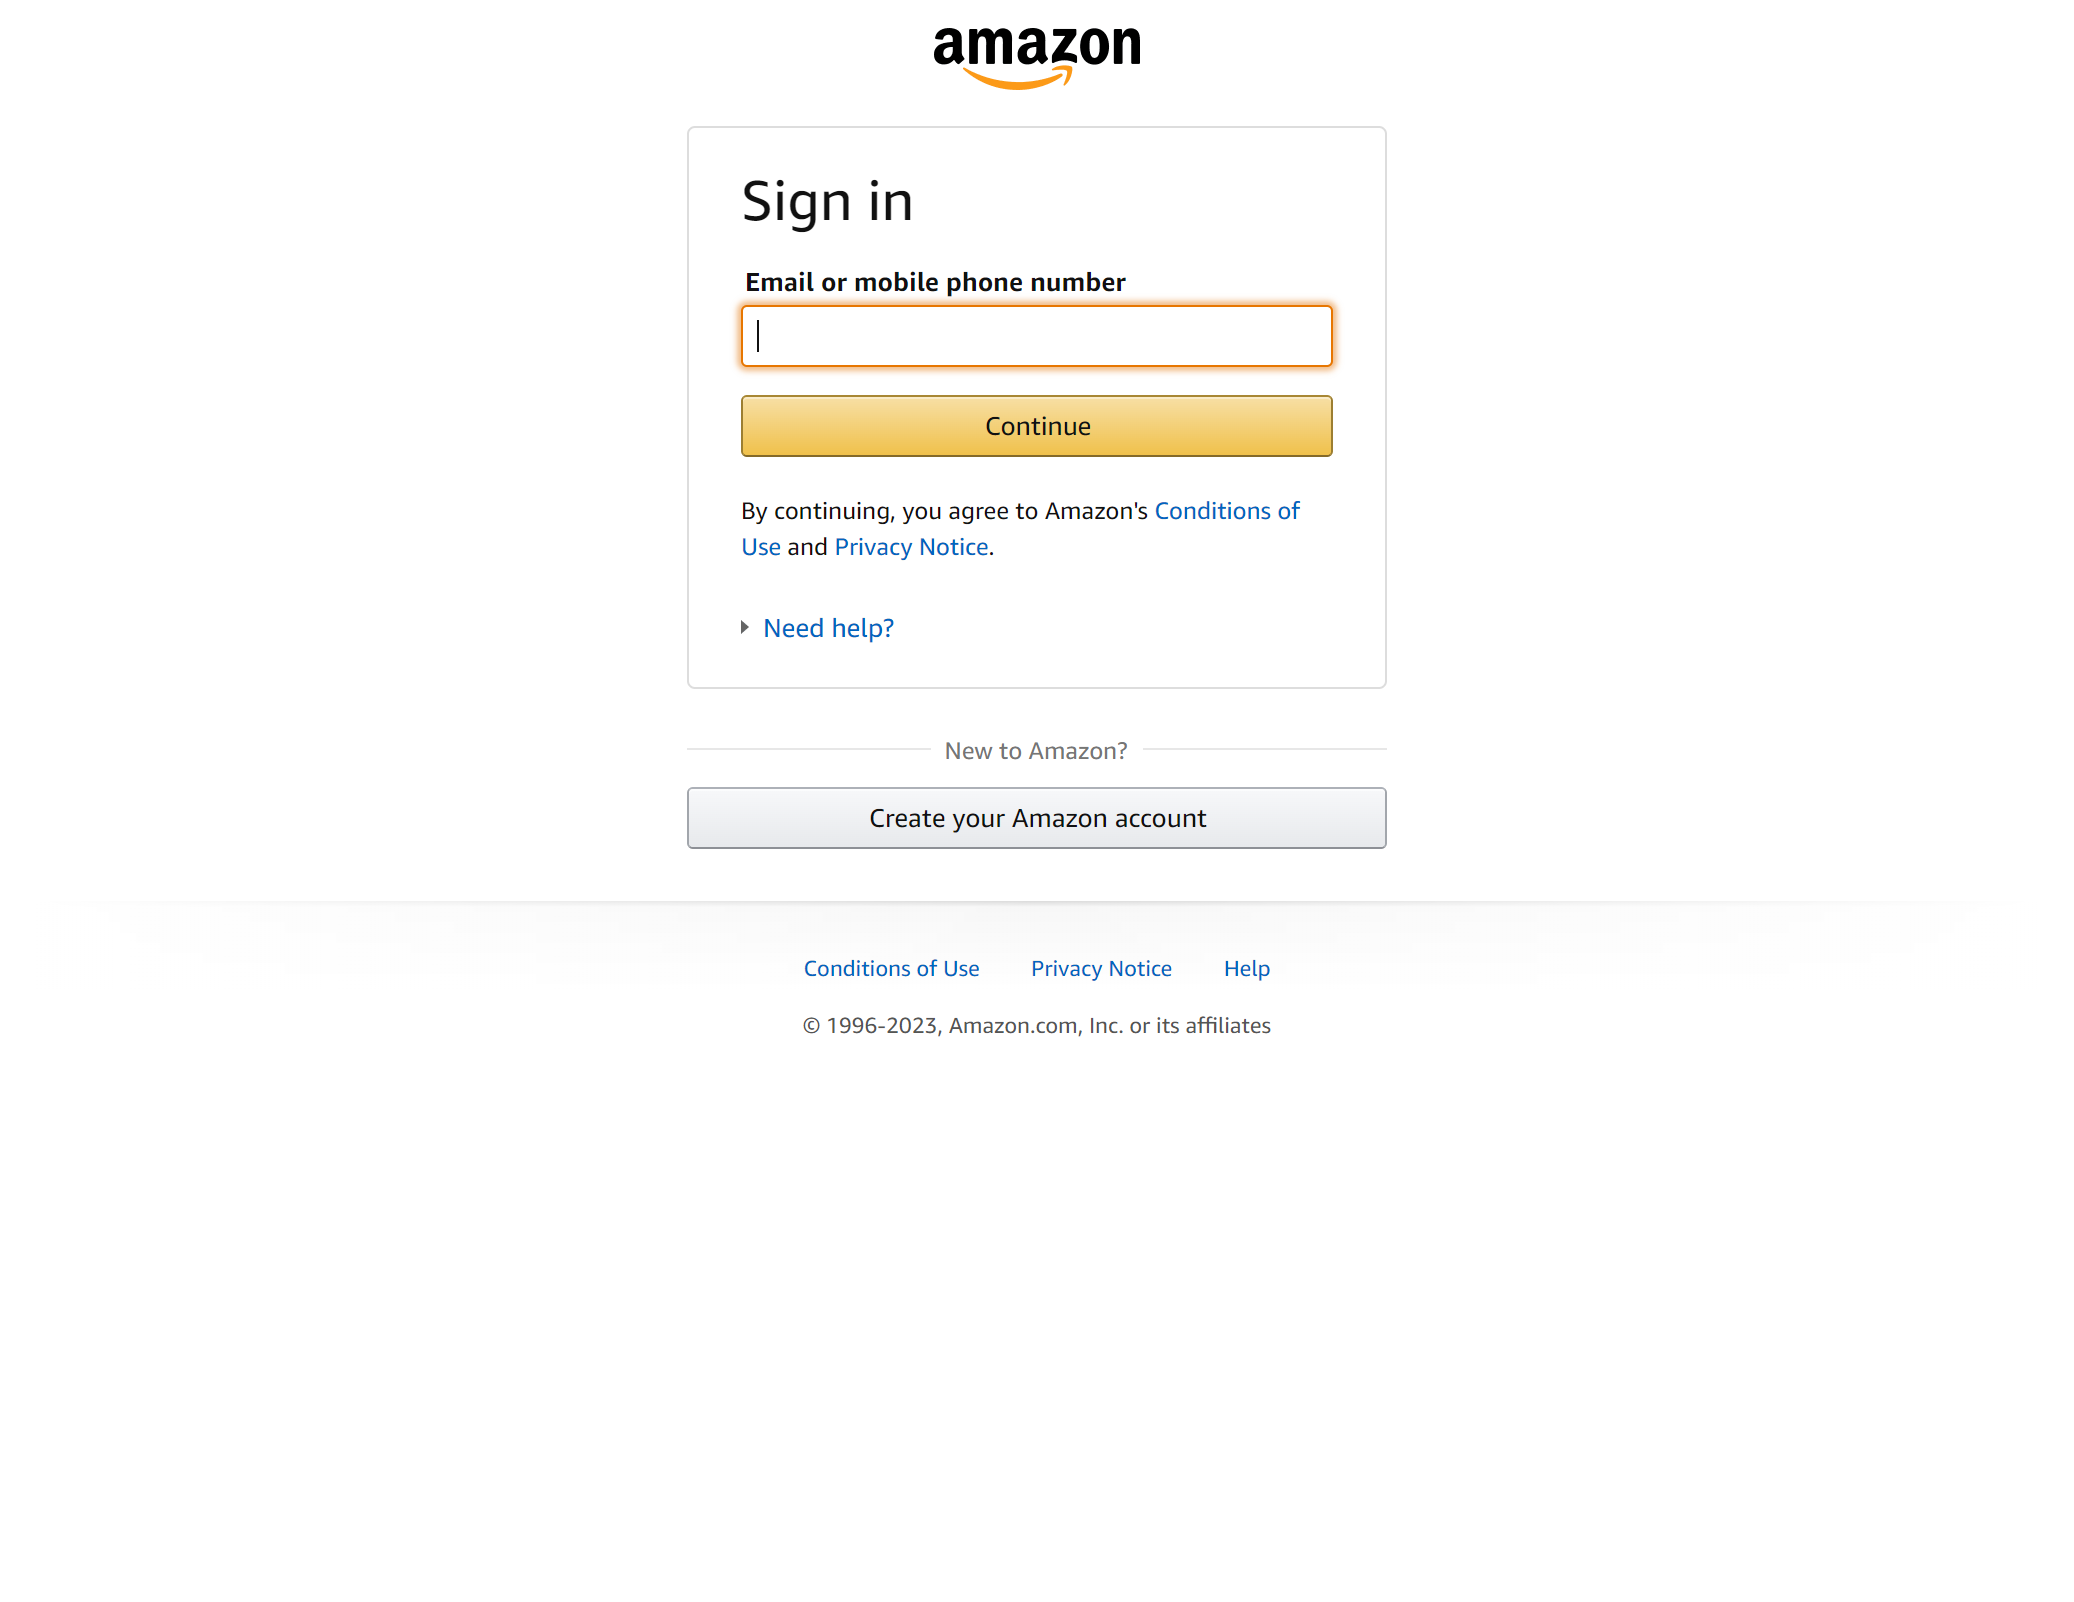 amazon
Sign in
Email or mobile phone number
Continue
By continuing, you agree to Amazon's Conditions of
Use and Privacy Notice.
Need help?
New to Amazon?
Create your Amazon account
Conditions of Use Privacy Notice Help
© 1996-2023, Amazon.com, Inc. or its affiliates